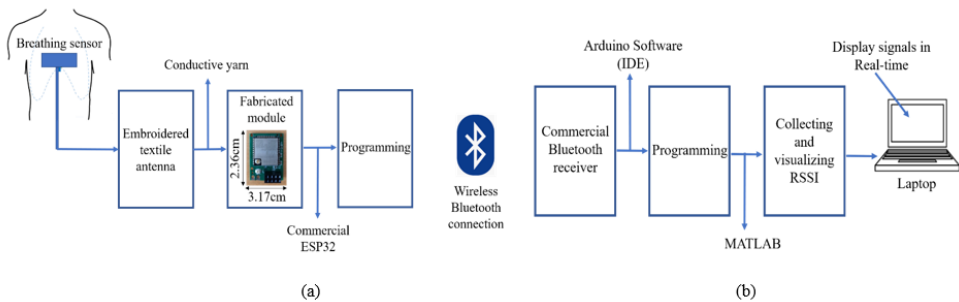 Breathing sensor
Conductive yarn
Embroidered
textile
antenna
Fabricated
module
2.36cm
3.17cm
Commercial
ESP32
Programming
Wireless
Bluetooth
connection
(a)
Arduino Software
(IDE)
Commercial
Bluetooth
receiver
Programming
MATLAB
Collecting
and
visualizing
RSSI
Display signals in
Real-time
Laptop
(b)